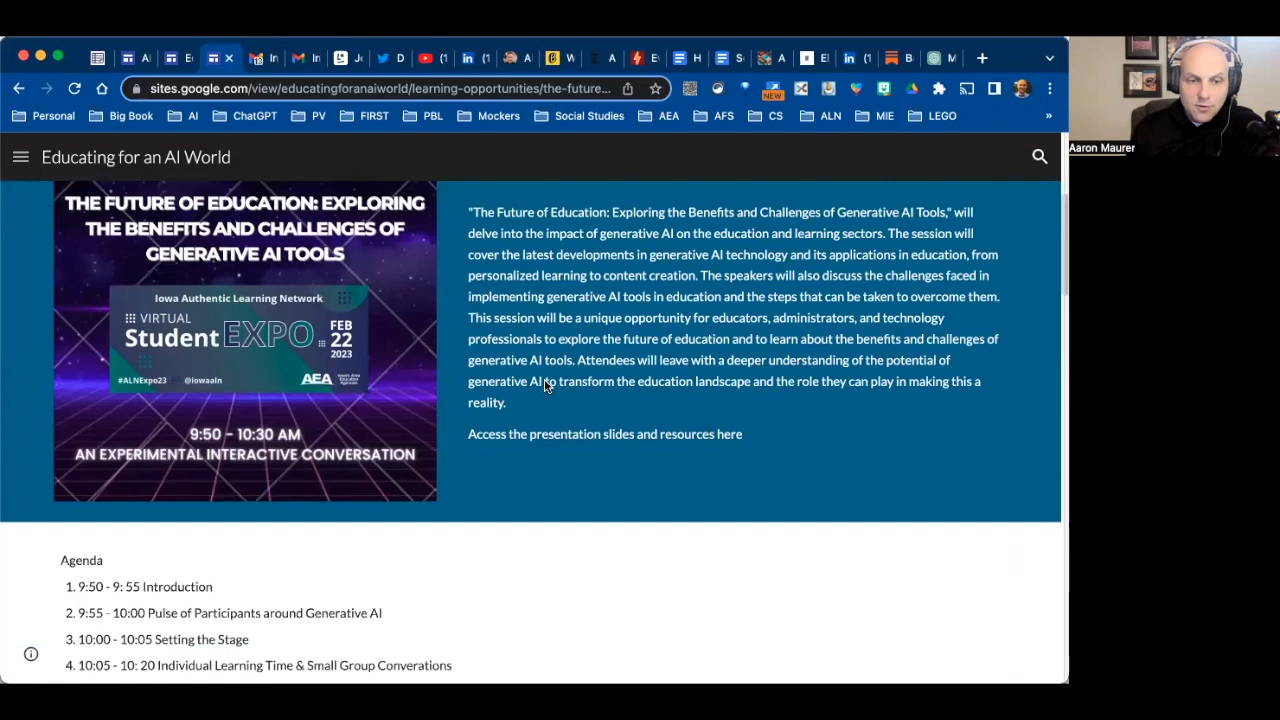 sites.google.com/view/educatingforanaiworld/learning-opportunities/the-future...
NEW
Personal Big Book AI ChatGPT PV FIRST PBL Mockers Social Studies AEA AFS CS ALN MIE LEGO »
Educating for an AI World
Aaron Maurer
THE FUTURE OF EDUCATION: EXPLORING
THE BENEFITS AND CHALLENGES OF
GENERATIVE AI TOOLS
Iowa Authentic Learning Network
VIRTUAL
Student EXPO
FEB
22
2023
#ALNExpo23 @iowaaln
AEA
9:50 - 10:30 AM
AN EXPERIMENTAL INTERACTIVE CONVERSATION
"The Future of Education: Exploring the Benefits and Challenges of Generative AI Tools," will
delve into the impact of generative AI on the education and learning sectors. The session will
cover the latest developments in generative AI technology and its applications in education, from
personalized learning to content creation. The speakers will also discuss the challenges faced in
implementing generative AI tools in education and the steps that can be taken to overcome them.
This session will be a unique opportunity for educators, administrators, and technology
professionals to explore the future of education and to learn about the benefits and challenges of
generative AI tools. Attendees will leave with a deeper understanding of the potential of
generative AI to transform the education landscape and the role they can play in making this a
reality.
Access the presentation slides and resources here
Agenda
1. 9:50 - 9: 55 Introduction
2. 9:55 - 10:00 Pulse of Participants around Generative AI
3. 10:00 - 10:05 Setting the Stage
4. 10:05 - 10: 20 Individual Learning Time & Small Group Converations